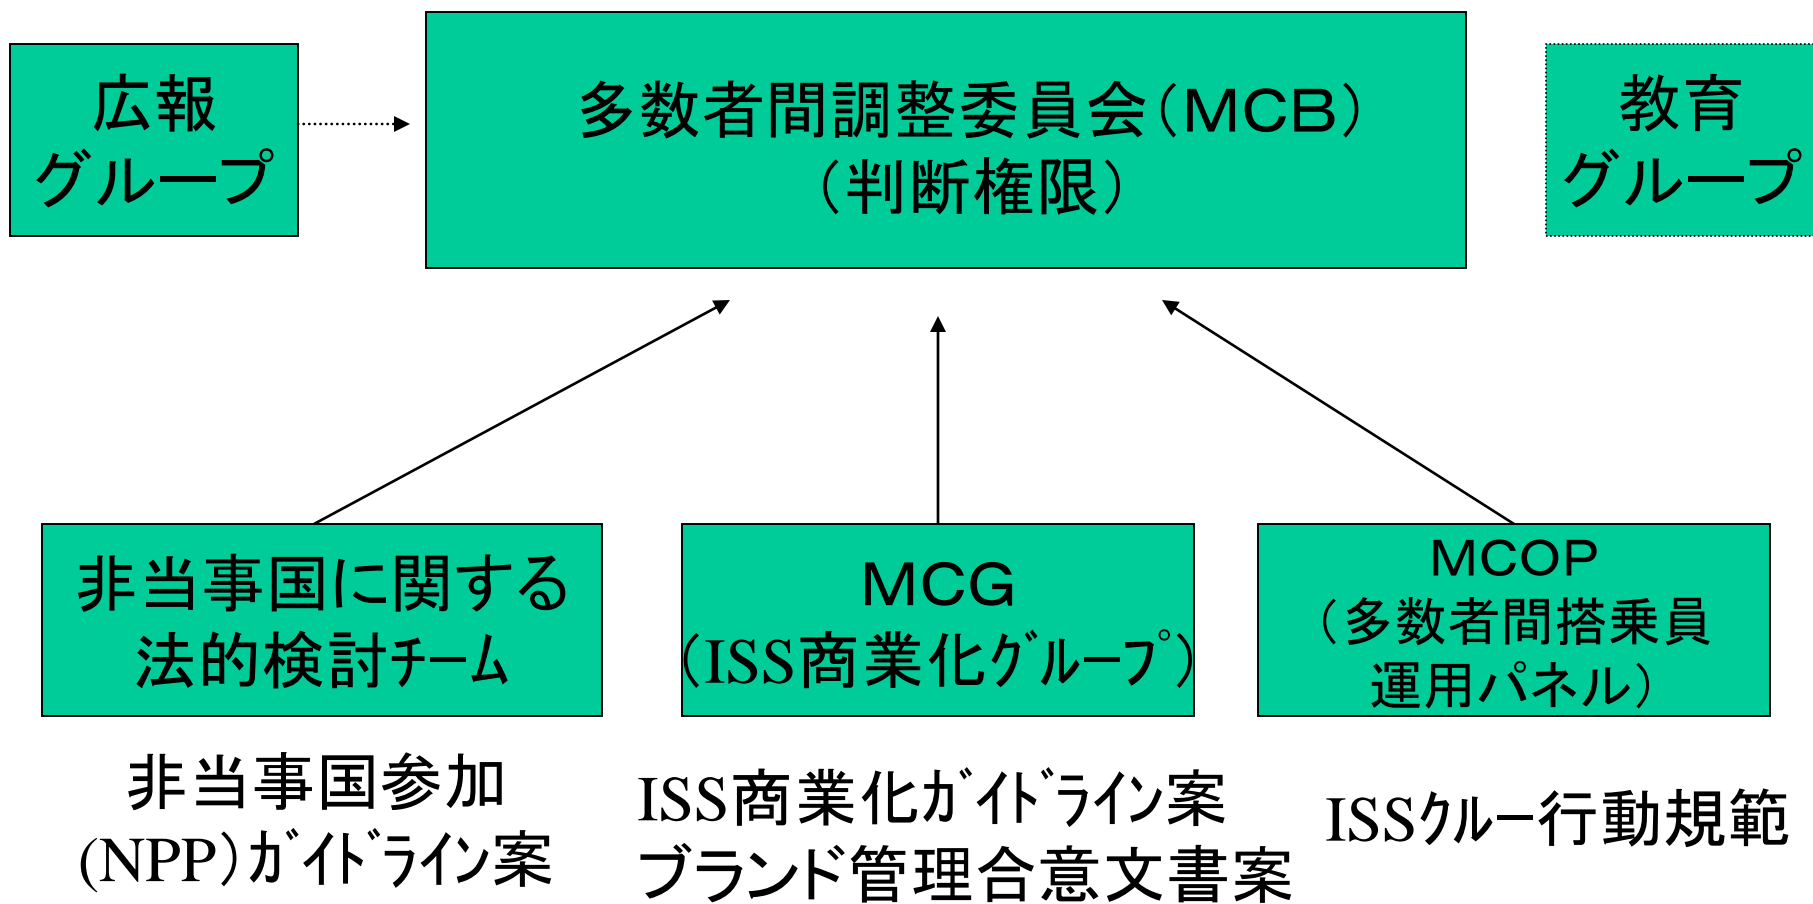 広報
グループ
多数者間調整委員会（ＭＣＢ）
（判断権限）
教育
グループ
非当事国に関する
法的検討ﾁｰﾑ
ＭＣＧ
(ISS商業化ｸﾞﾙｰﾌﾟ)
ＭＣＯＰ
（多数者間搭乗員
運用パネル）
非当事国参加
(NPP)ｶﾞｲﾄﾞﾗｲﾝ案
ISS商業化ｶﾞｲﾄﾞﾗｲﾝ案
ブランド管理合意文書案
ISSｸﾙｰ行動規範